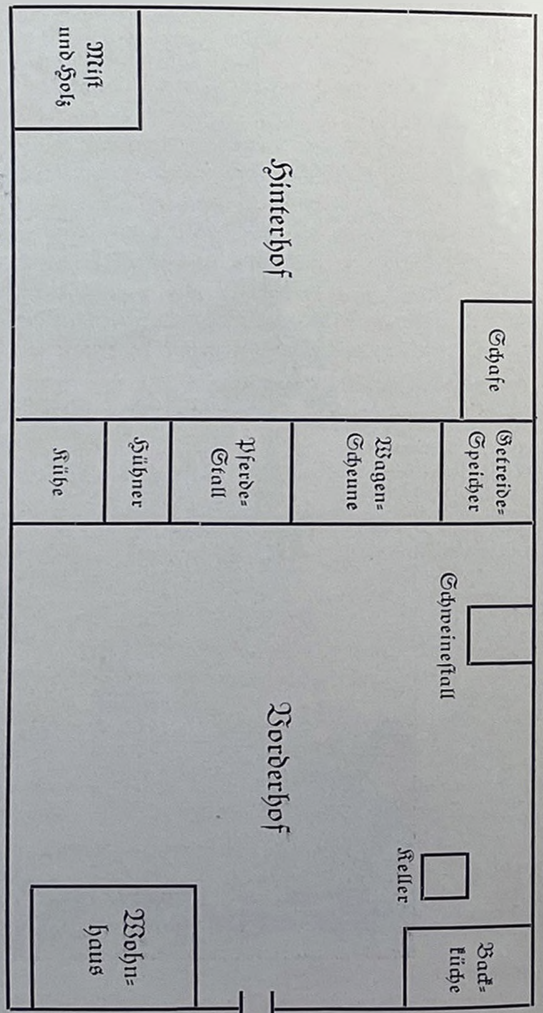 Schafe
Getreide-
Speicher
Schweinestall
Keller
Back-
küche
Hinterhof
Wagen-
Scheune
Pferde-
Stall
Vorderhof
Mist
und Holz
Hühner
Kühe
Wohn-
haus